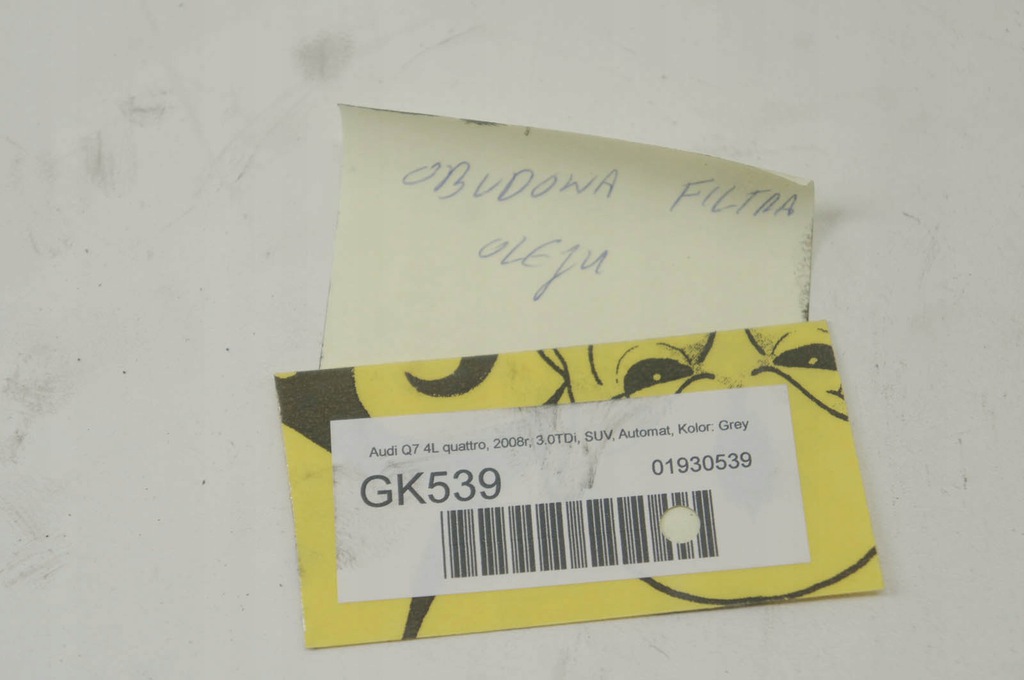 OBUDOWA FILTRA
OLEJU
Audi Q7 4L quattro, 2008r, 3.0TDi, SUV, Automat, Kolor: Grey
GK539
01930539